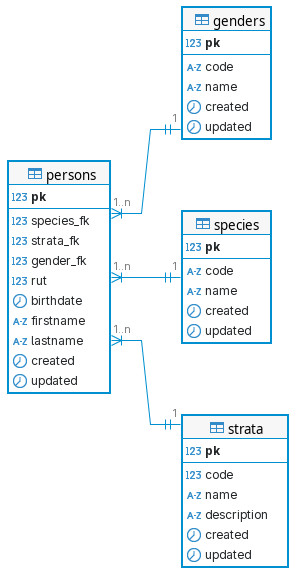 genders
123 pk
A-Z code
A-Z name
created
updated
1
1..n
persons
123 pk
123 species_fk
123 strata_fk
123 gender_fk
123 rut
birthdate
A-Z firstname
A-Z lastname
created
updated
1..n
1
species
123 pk
A-Z code
A-Z name
created
updated
1..n
1
strata
123 pk
123 code
A-Z name
A-Z description
created
updated